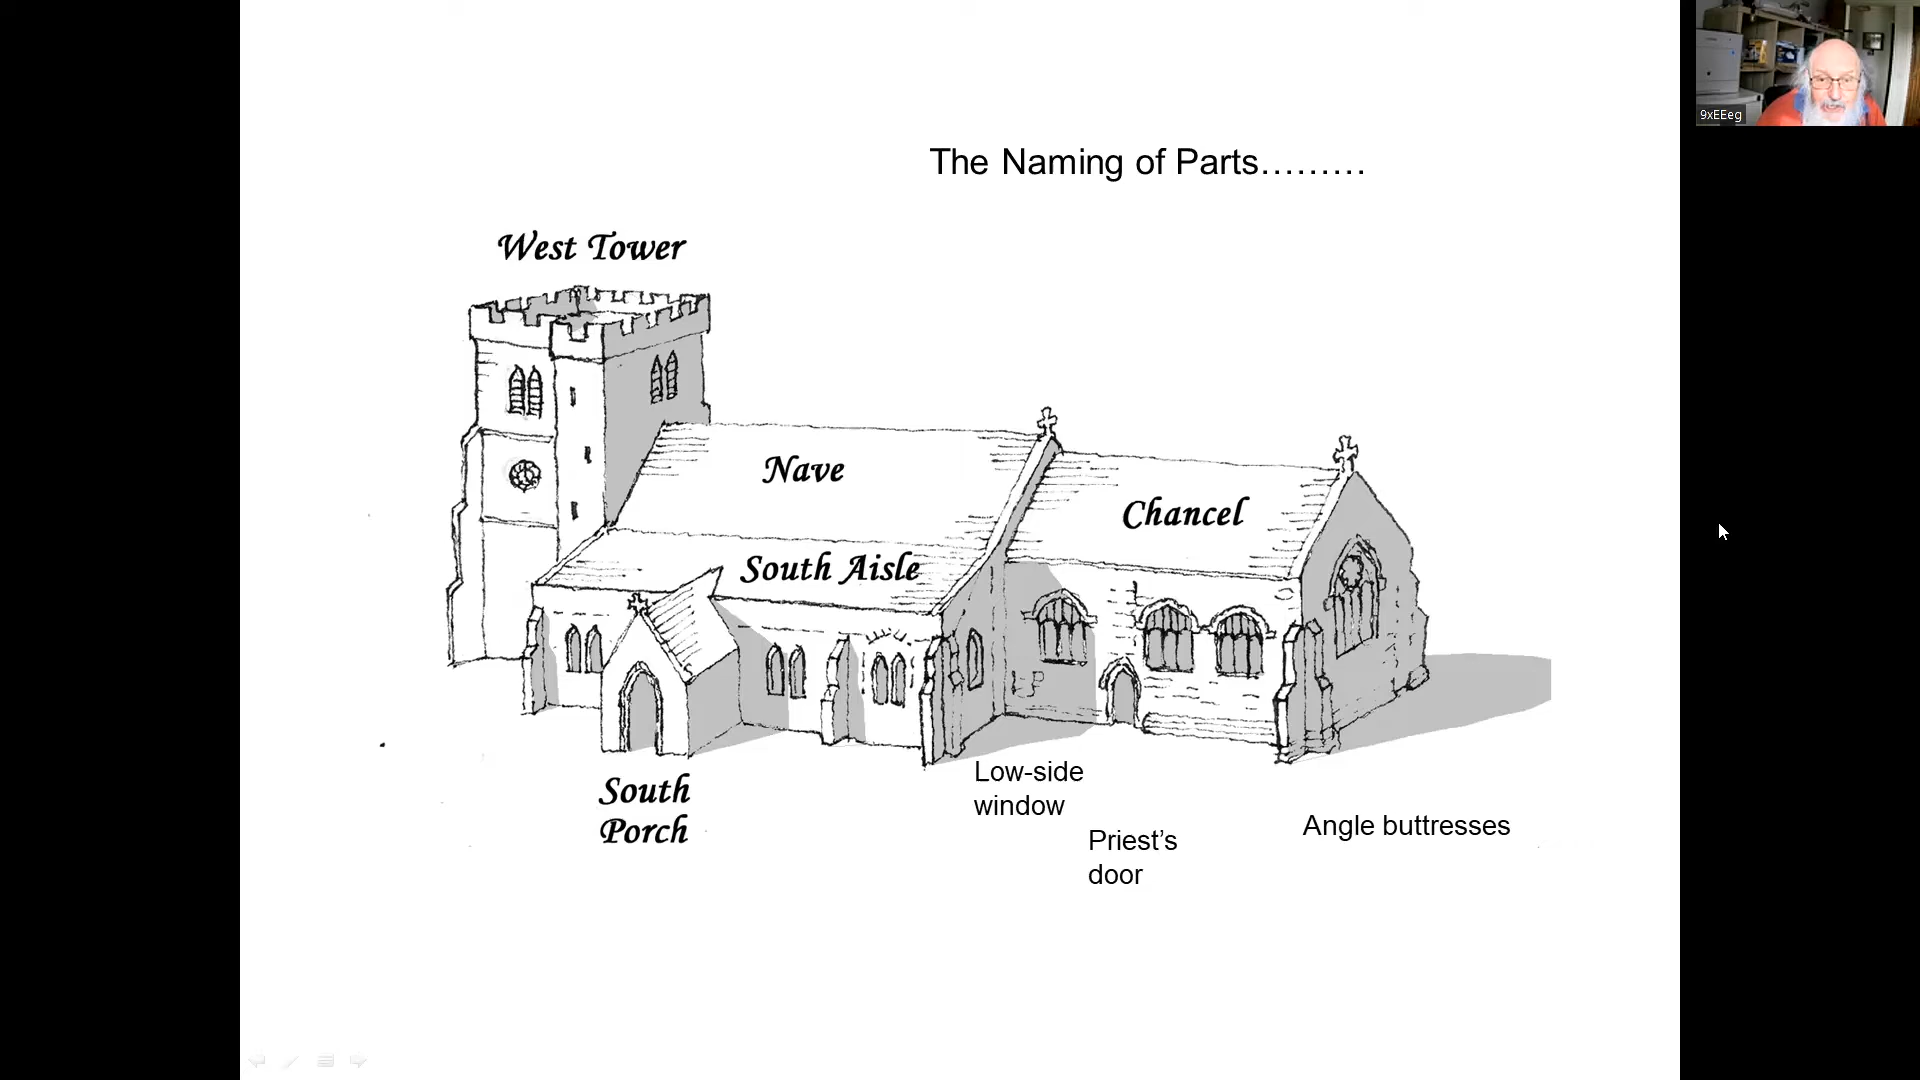 9xEEeg
The Naming of Parts.........
West Tower
Nave
Chancel
South Aisle
South
Porch
Low-side
window
Priest’s
door
Angle buttresses